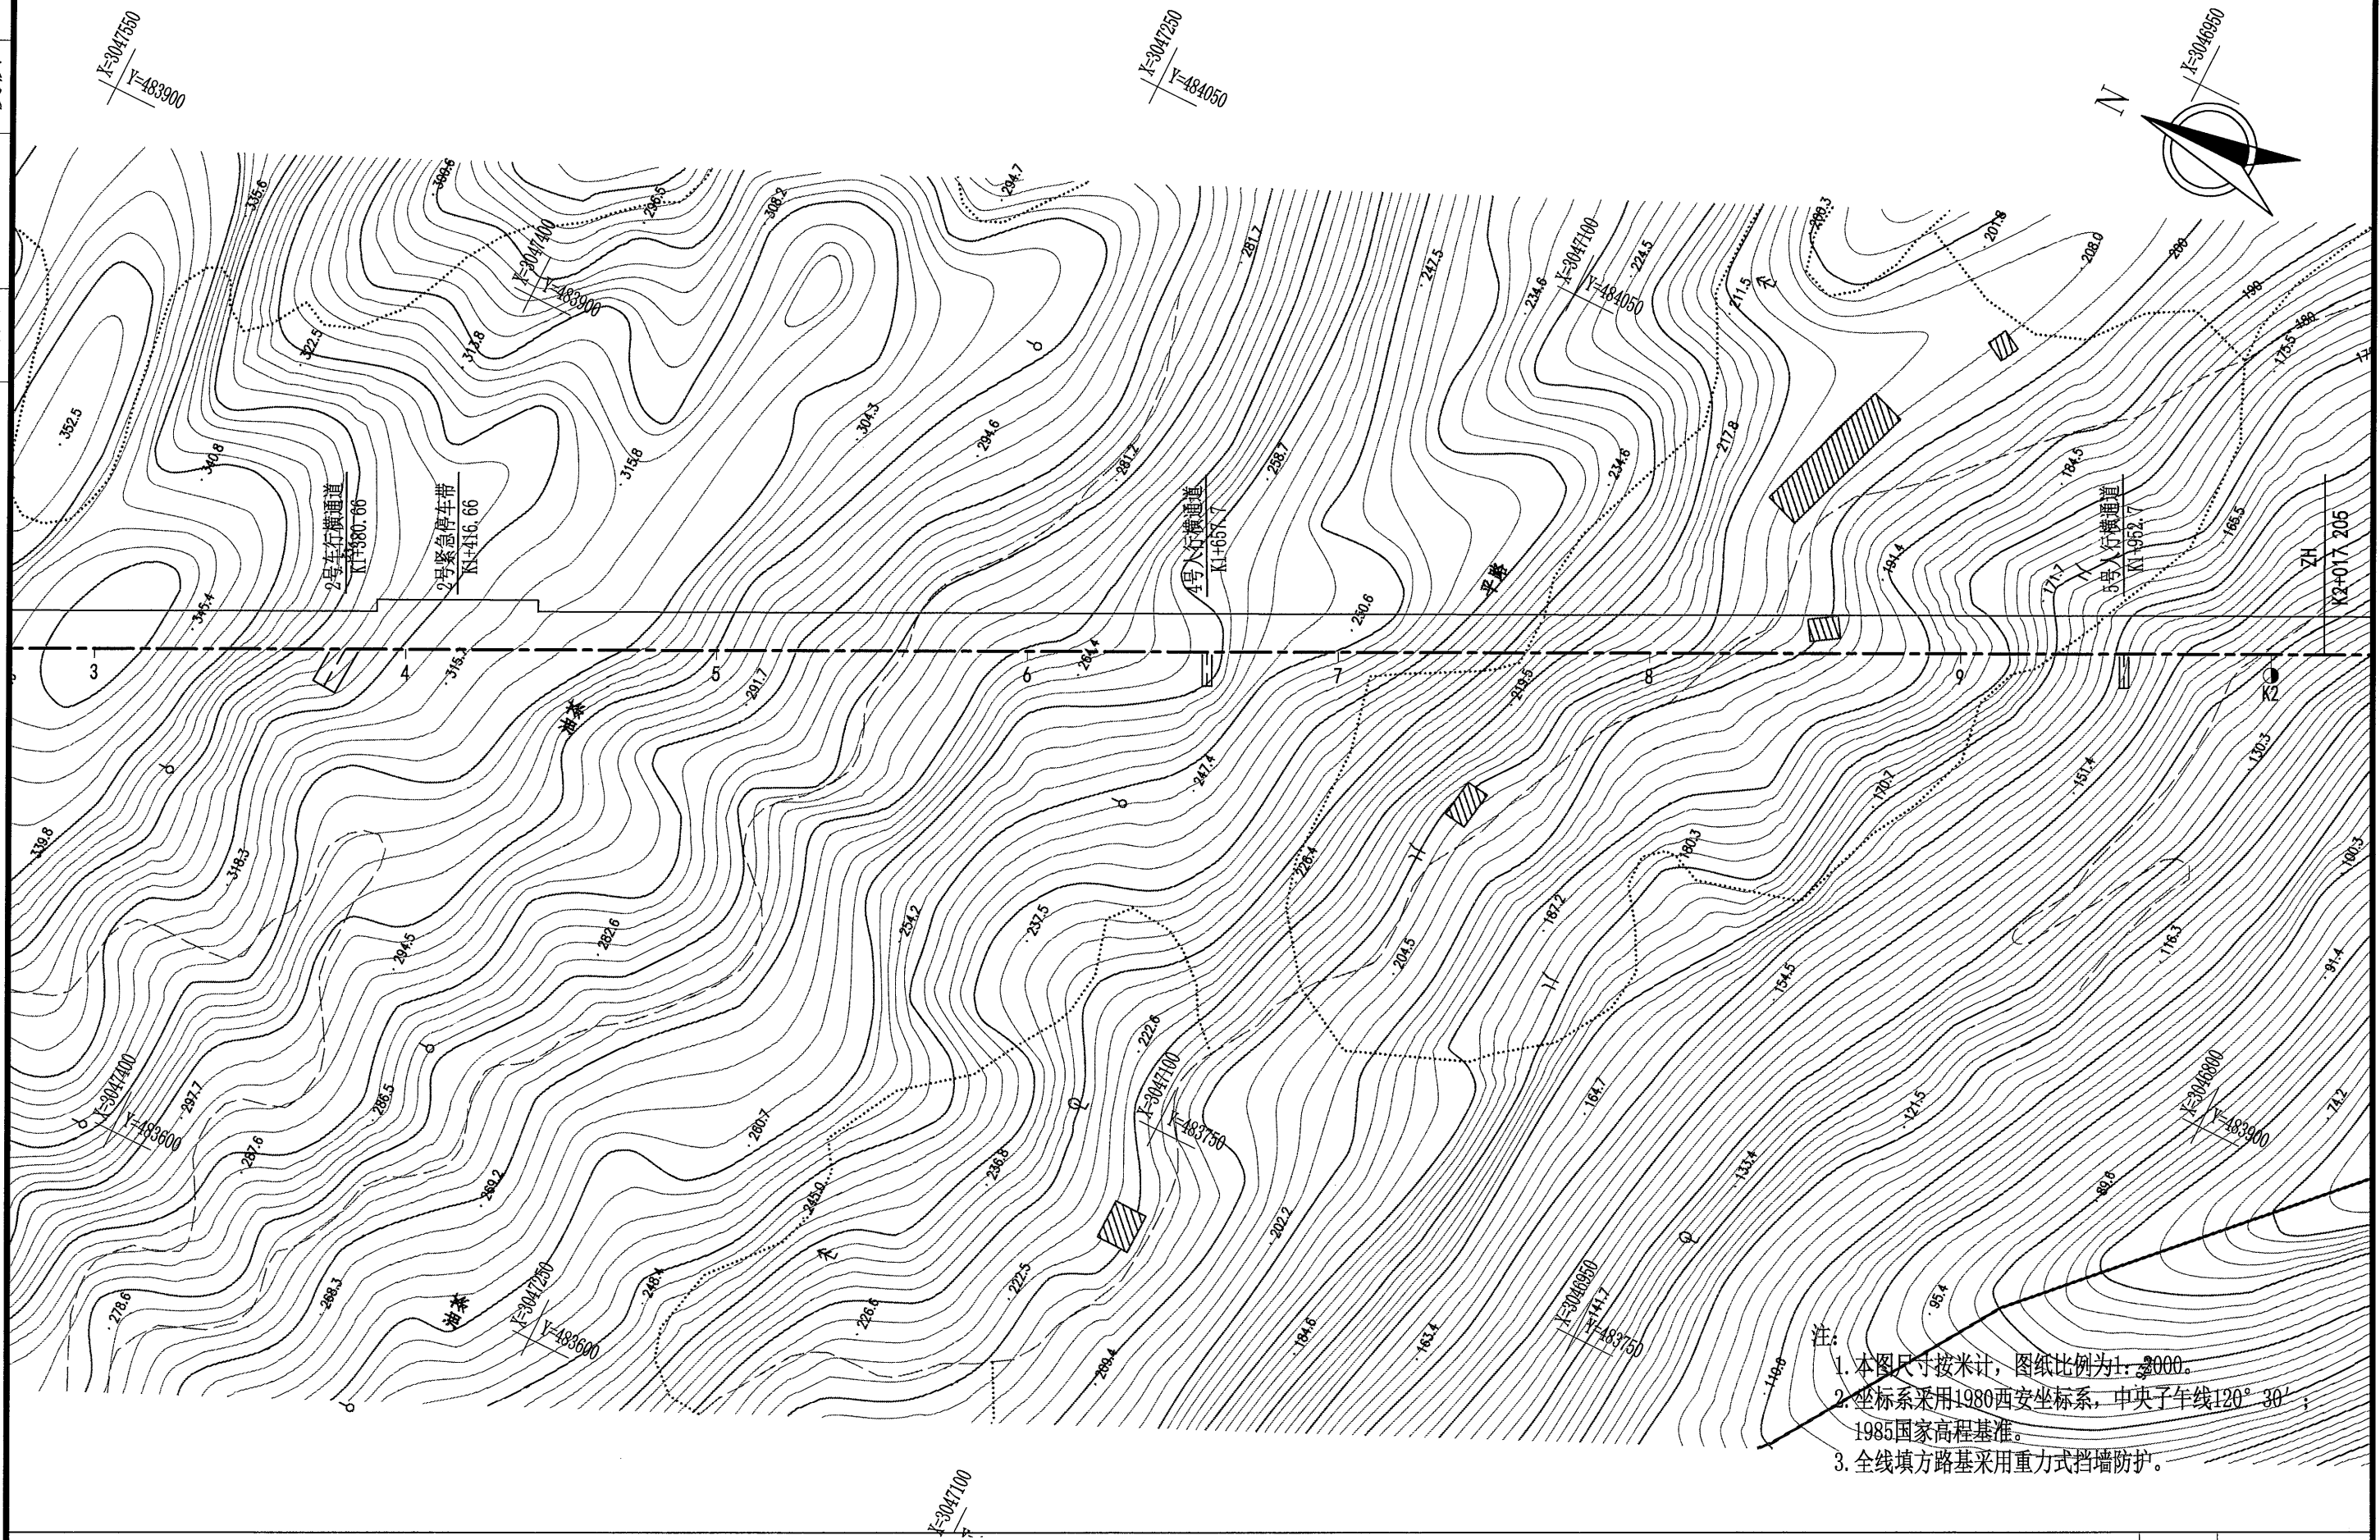 X=3047550
Y=483900
X=3047250
Y=484050
X=3046950
N
335.6
300.6
296.5
308.2
294.7
281.7
247.5
X=3047400
Y=483900
X=3047100
Y=484050
234.6
224.5
211.5
200.3
201.8
208.0
200
190
180
175.5
322.5
313.8
352.5
340.8
315.8
304.3
294.6
281.2
258.7
234.6
217.8
184.5
165.5
2号车行横通道
K1+380.66
2号紧急停车带
K1+416.66
4号人行横通道
K1+657.7
5号人行横通道
K1+952.7
ZH
K2+017.205
345.4
250.6
191.4
171.7
3
4
5
6
7
8
9
K2
315.7
291.7
264.4
219.5
油茶
247.4
170.7
151.4
130.3
339.8
318.3
226.4
180.3
100.3
294.5
282.6
254.2
237.5
204.5
187.2
154.5
116.3
91.4
222.6
X=3047400
Y=483600
297.7
286.5
287.6
280.7
269.2
245.0
236.8
X=3047100
Y=483750
202.2
164.7
133.4
121.5
X=3046800
Y=483900
74.2
89.8
278.6
268.3
油茶
X=3047250
Y=483600
248.4
226.6
222.5
209.4
184.6
163.4
X=3046950
Y=483750
141.7
95.4
注:
1.本图尺寸按米计，图纸比例为1：2000。
2.坐标系采用1980西安坐标系，中央子午线120°30′；
1985国家高程基准。
3.全线填方路基采用重力式挡墙防护。
X=3047100